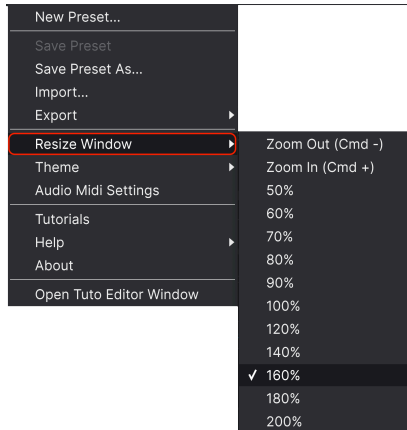 New Preset...
Save Preset
Save Preset As...
Import...
Export
Resize Window
Theme
Audio Midi Settings
Tutorials
Help
About
Open Tuto Editor Window
Zoom Out (Cmd -)
Zoom In (Cmd +)
50%
60%
70%
80%
90%
100%
120%
140%
✓ 160%
180%
200%